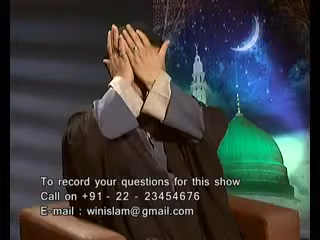 To record your questions for this show
Call on +91 - 22 - 23454676
E-mail : winislam@gmail.com